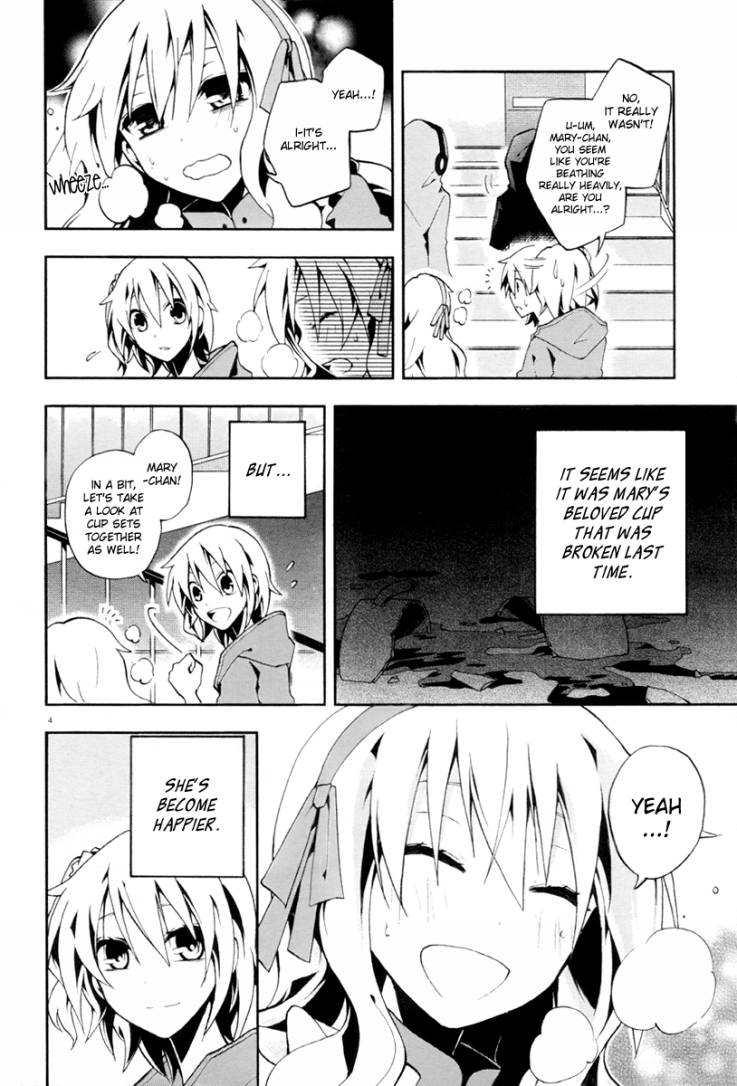 NO,
IT REALLY
WASN'T!
U-UM,
MARY-CHAN,
YOU SEEM
LIKE YOU'RE
BEATHING
REALLY HEAVILY,
ARE YOU
ALRIGHT...?
YEAH...!
I-IT'S
ALRIGHT...
WHEEZE...
IT SEEMS LIKE
IT WAS MARY'S
BELOVED CUP
THAT WAS
BROKEN LAST
TIME.
BUT...
MARY
-CHAN!
IN A BIT,
LET'S TAKE
A LOOK AT
CUP SETS
TOGETHER
AS WELL!
4
YEAH
...!
SHE'S
BECOME
HAPPIER.